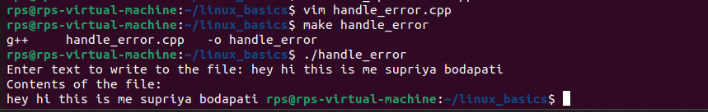 rps@rps-virtual-machine:~/linux_basics$ vim handle_error.cpp
rps@rps-virtual-machine:~/linux_basics$ make handle_error
g++     handle_error.cpp   -o handle_error
rps@rps-virtual-machine:~/linux_basics$ ./handle_error
Enter text to write to the file: hey hi this is me supriya bodapati
Contents of the file:
hey hi this is me supriya bodapati rps@rps-virtual-machine:~/linux_basics$